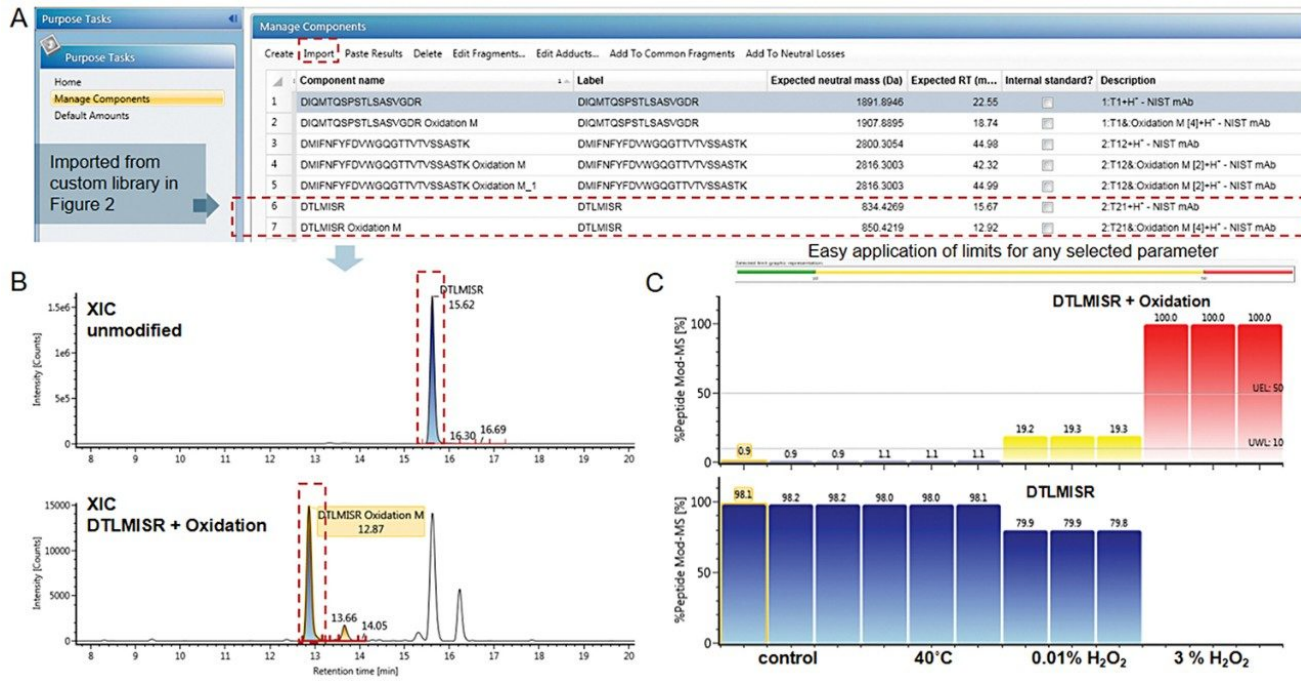 A
Purpose Tasks
Purpose Tasks
Home
Manage Components
Default Amounts
Imported from
custom library in
Figure 2
Manage Components
Create Import Paste Results Delete Edit Fragments... Edit Adducts... Add To Common Fragments Add To Neutral Losses
Component name Label Expected neutral mass (Da) Expected RT (m... Internal standard? Description
1 DIQMTQSPSTLSASVGDR DIQMTQSPSTLSASVGDR 1891.8946 22.55 1:T1+H⁺ - NIST mAb
2 DIQMTQSPSTLSASVGDR Oxidation M DIQMTQSPSTLSASVGDR 1907.8895 18.74 1:T1&:Oxidation M [4]+H⁺ - NIST mAb
3 DMIFNFYFDVWGQGTTVTVSSASTK DMIFNFYFDVWGQGTTVTVSSASTK 2800.3054 44.98 2:T12+H⁺ - NIST mAb
4 DMIFNFYFDVWGQGTTVTVSSASTK Oxidation M DMIFNFYFDVWGQGTTVTVSSASTK 2816.3003 42.32 2:T12&:Oxidation M [2]+H⁺ - NIST mAb
5 DMIFNFYFDVWGQGTTVTVSSASTK Oxidation M_1 DMIFNFYFDVWGQGTTVTVSSASTK 2816.3003 44.99 2:T12&:Oxidation M [2]+H⁺ - NIST mAb
6 DTLMISR DTLMISR 834.4269 15.67 2:T21+H⁺ - NIST mAb
7 DTLMISR Oxidation M DTLMISR 850.4219 12.92 2:T21&:Oxidation M [4]+H⁺ - NIST mAb
B
XIC
unmodified
DTLMISR
15.62
16.30 16.69
Intensity [Counts]
1.5e6
1e6
5e5
0
8 9 10 11 12 13 14 15 16 17 18 19 20
XIC
DTLMISR + Oxidation
DTLMISR Oxidation M
12.87
13.66
14.05
Intensity [Counts]
15000
10000
5000
0
8 9 10 11 12 13 14 15 16 17 18 19 20
Retention time [min]
Easy application of limits for any selected parameter
C
DTLMISR + Oxidation
%Peptide Mod-MS [%]
100
50
0
0.9 0.9 0.9 1.1 1.1 1.1 19.2 19.3 19.3 100.0 100.0 100.0
UEL: 50
UWL: 10
DTLMISR
%Peptide Mod-MS [%]
100
50
0
98.1 98.2 98.2 98.0 98.0 98.1 79.9 79.9 79.8
control 40°C 0.01% H₂O₂ 3 % H₂O₂